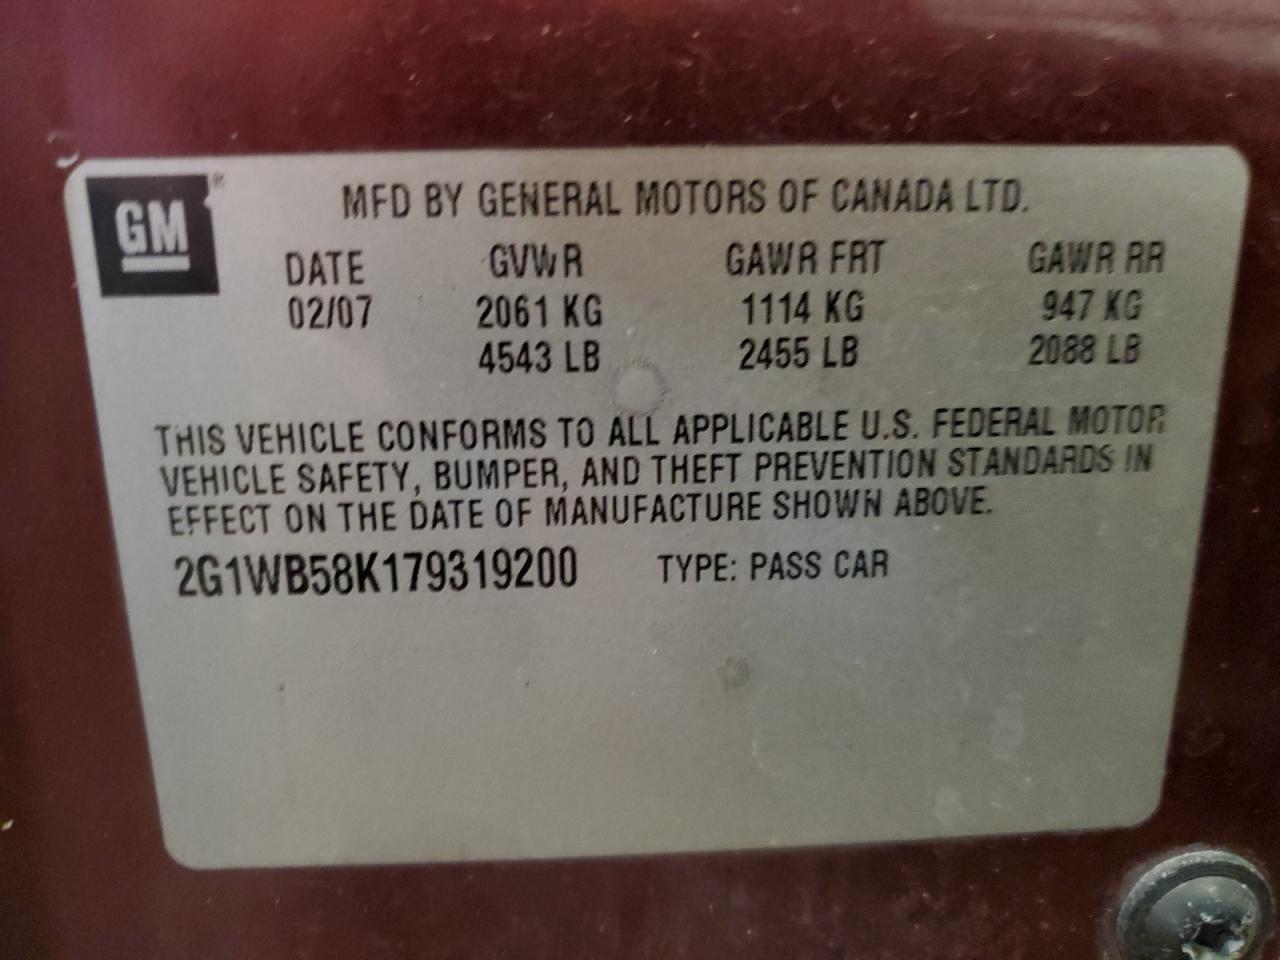 GM®
MFD BY GENERAL MOTORS OF CANADA LTD.
DATE GVWR GAWR FRT GAWR RR
02/07 2061 KG 1114 KG 947 KG
4543 LB 2455 LB 2088 LB
THIS VEHICLE CONFORMS TO ALL APPLICABLE U.S. FEDERAL MOTOR
VEHICLE SAFETY, BUMPER, AND THEFT PREVENTION STANDARDS IN
EFFECT ON THE DATE OF MANUFACTURE SHOWN ABOVE.
2G1WB58K179319200 TYPE: PASS CAR